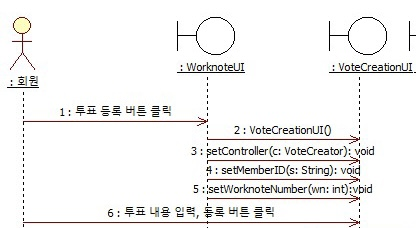 : WorknoteUI
: VoteCreationUI
: 회원
1 : 투표 등록 버튼 클릭
2 : VoteCreationUI()
3 : setController(c: VoteCreator): void
4 : setMemberID(s: String): void
5 : setWorknoteNumber(wn: int): void
6 : 투표 내용 입력, 등록 버튼 클릭